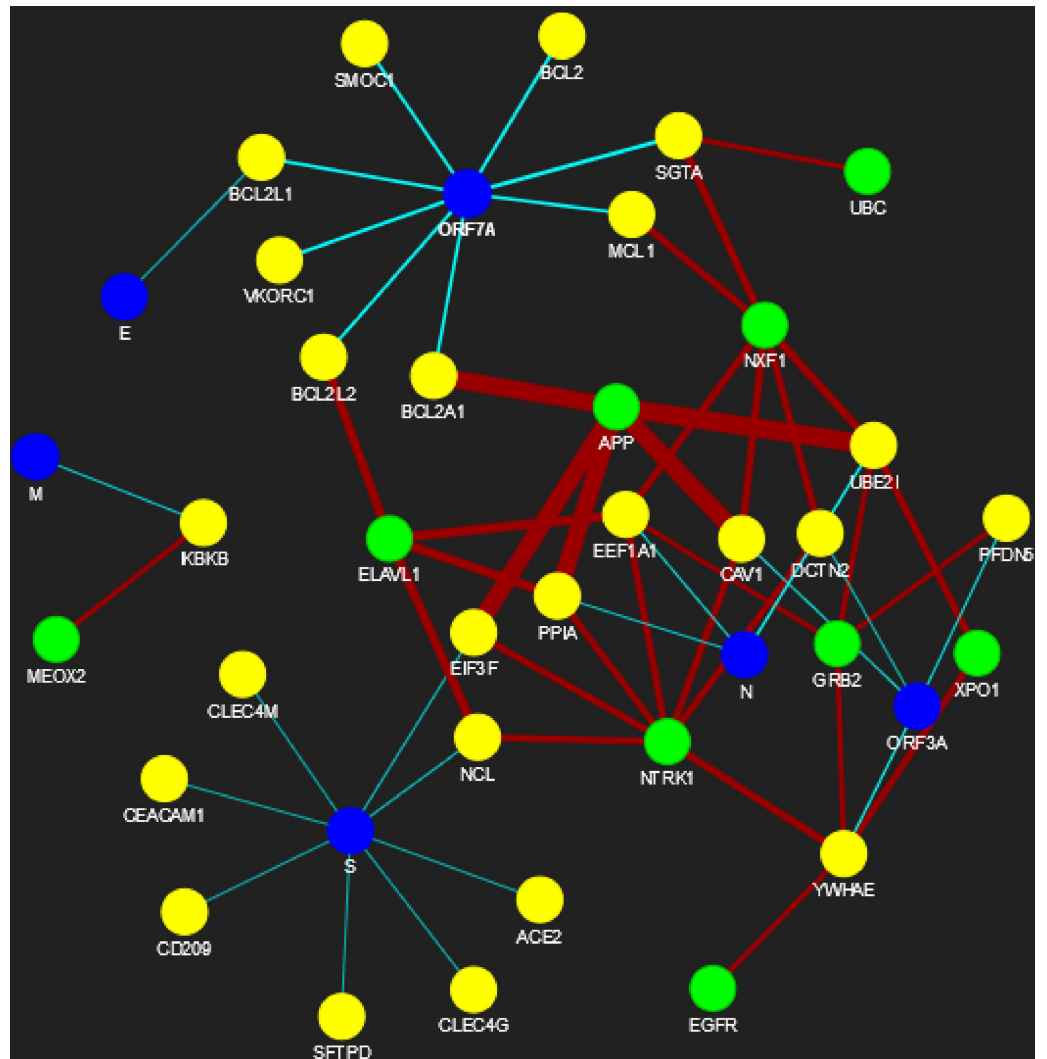 BCL2
SMOC1
SGTA
BCL2L1
UBC
ORF7A
MCL1
VKORC1
E
NXF1
BCL2L2
BCL2A1
APP
UBE2I
M
IKBKB
ELAVL1
EEF1A1
CAV1
DCTN2
PFDN5
PPIA
EIF3F
MEOX2
N
GRB2
XPO1
CLEC4M
ORF3A
NCL
NTRK1
CEACAM1
S
YWHAE
ACE2
CD209
EGFR
CLEC4G
SFTPD